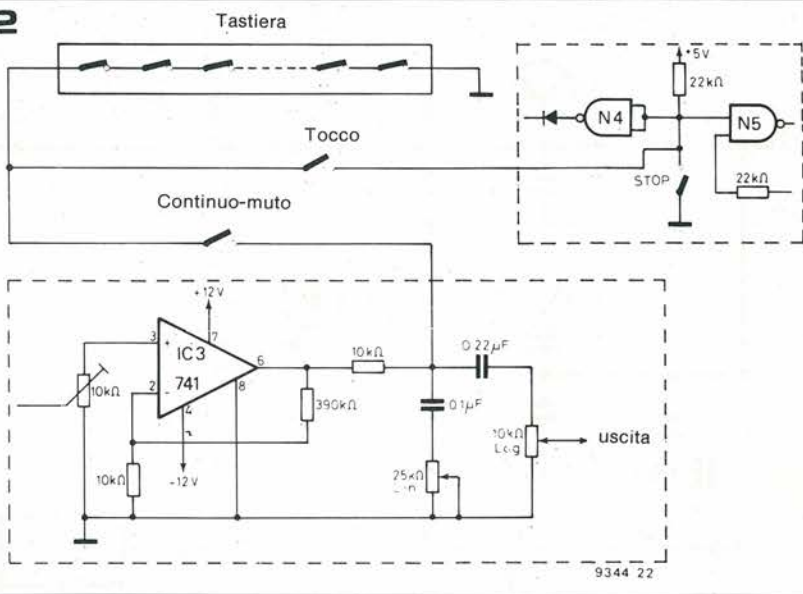 2
Tastiera
+5V
22kΩ
N4
N5
Tocco
STOP
22kΩ
Continuo-muto
+12V
3
+
7
IC3
741
6
10kΩ
0.22µF
10kΩ
2
-
4
8
390kΩ
0.1µF
10kΩ
Log
uscita
10kΩ
-12V
25kΩ
9344 22